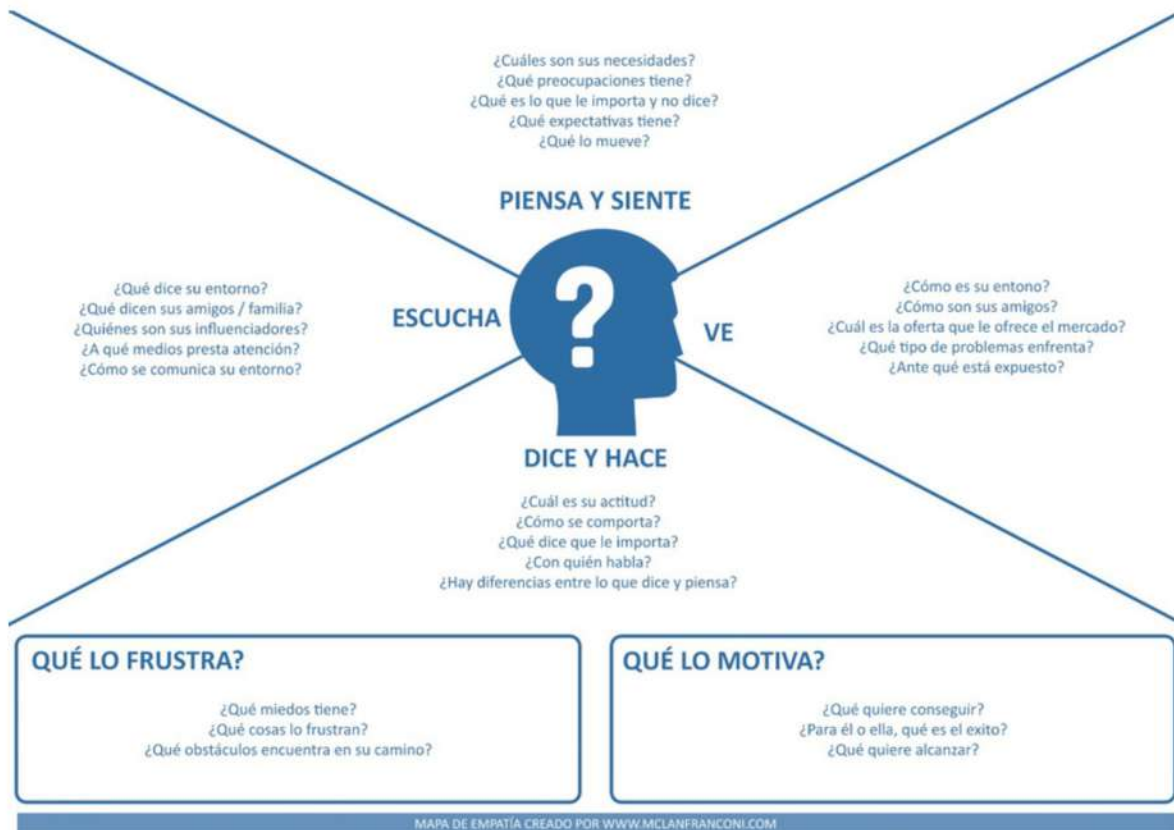 ¿Cuáles son sus necesidades?
¿Qué preocupaciones tiene?
¿Qué es lo que le importa y no dice?
¿Qué expectativas tiene?
¿Qué lo mueve?
PIENSA Y SIENTE
¿Qué dice su entorno?
¿Qué dicen sus amigos / familia?
¿Quiénes son sus influenciadores?
¿A qué medios presta atención?
¿Cómo se comunica su entorno?
ESCUCHA
?
VE
¿Cómo es su entono?
¿Cómo son sus amigos?
¿Cuál es la oferta que le ofrece el mercado?
¿Qué tipo de problemas enfrenta?
¿Ante qué está expuesto?
DICE Y HACE
¿Cuál es su actitud?
¿Cómo se comporta?
¿Qué dice que le importa?
¿Con quién habla?
¿Hay diferencias entre lo que dice y piensa?
QUÉ LO FRUSTRA?
¿Qué miedos tiene?
¿Qué cosas lo frustran?
¿Qué obstáculos encuentra en su camino?
QUÉ LO MOTIVA?
¿Qué quiere conseguir?
¿Para él o ella, qué es el exito?
¿Qué quiere alcanzar?
MAPA DE EMPATÍA CREADO POR WWW.MCLANFRANCONI.COM